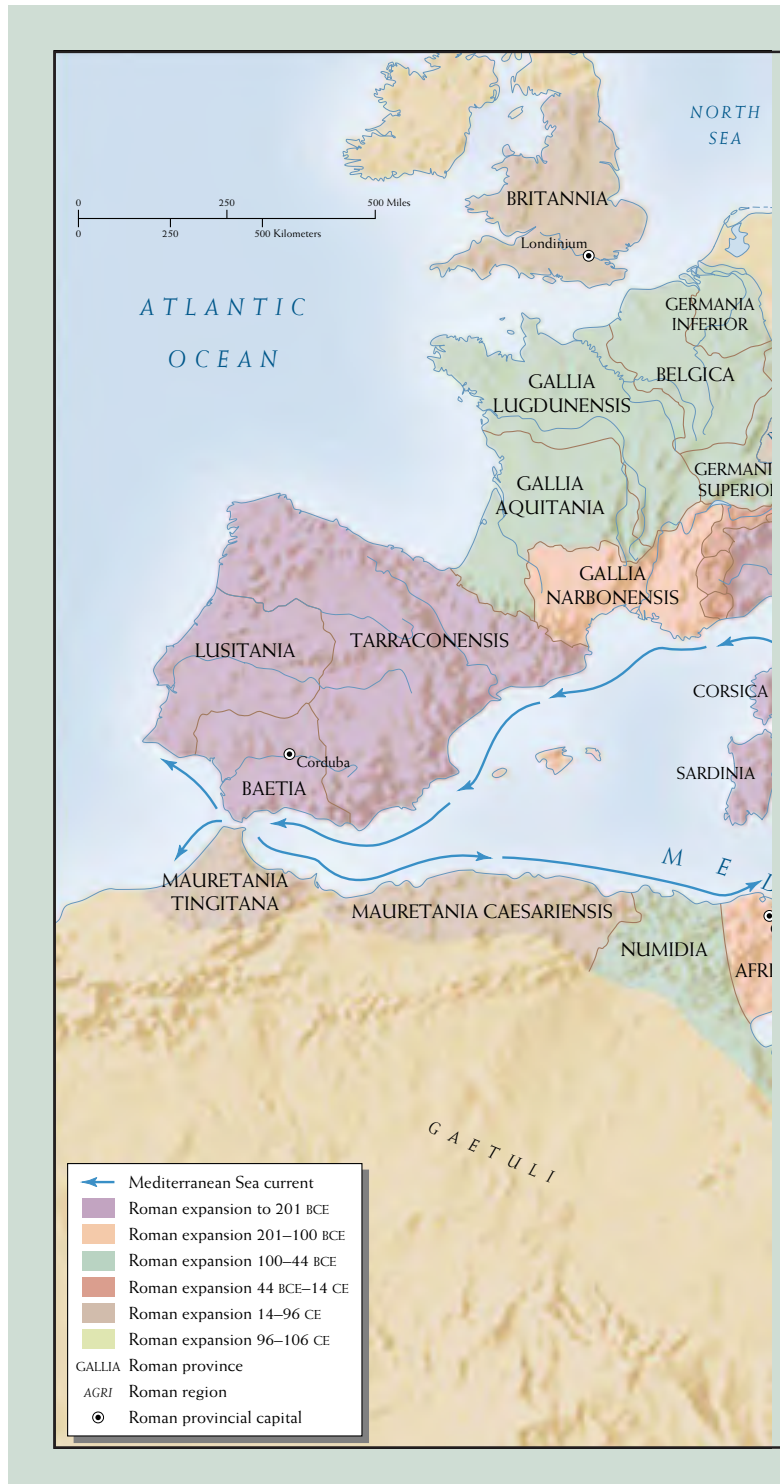 NORTH
SEA
BRITANNIA
0 250 500 Miles
0 250 500 Kilometers
Londinium
ATLANTIC
OCEAN
GERMANIA
INFERIOR
BELGICA
GALLIA
LUGDUNENSIS
GERMANI
SUPERIO
GALLIA
AQUITANIA
GALLIA
NARBONENSIS
LUSITANIA
TARRACONENSIS
CORSICA
Corduba
SARDINIA
BAETIA
M E D
MAURETANIA
TINGITANA
MAURETANIA CAESARIENSIS
NUMIDIA
AFRI
GAETULI
Mediterranean Sea current
Roman expansion to 201 BCE
Roman expansion 201–100 BCE
Roman expansion 100–44 BCE
Roman expansion 44 BCE–14 CE
Roman expansion 14–96 CE
Roman expansion 96–106 CE
GALLIA Roman province
AGRI Roman region
Roman provincial capital